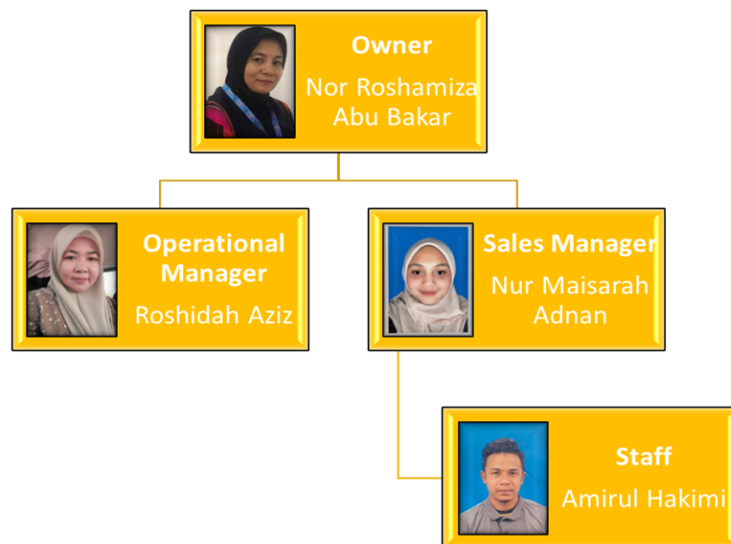 Owner
Nor Roshamiza
Abu Bakar
Operational
Manager
Roshidah Aziz
Sales Manager
Nur Maisarah
Adnan
Staff
Amirul Hakimi